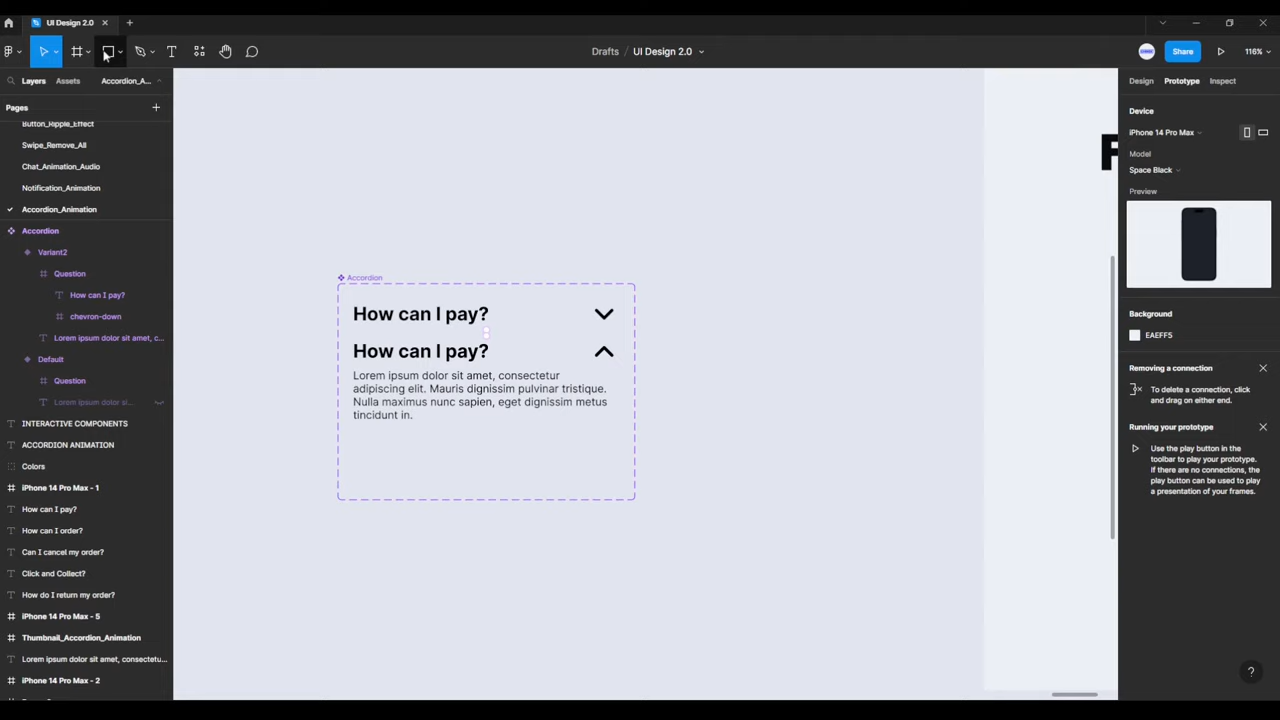 UI Design 2.0
Drafts / UI Design 2.0
Share
116%
Layers
Assets
Accordion_A...
Design
Prototype
Inspect
Pages
Button_Ripple_Effect
Swipe_Remove_All
Chat_Animation_Audio
Notification_Animation
Accordion_Animation
Accordion
Variant2
Question
How can I pay?
chevron-down
Lorem ipsum dolor sit amet, c...
Default
Question
Lorem ipsum dolor si...
INTERACTIVE COMPONENTS
ACCORDION ANIMATION
Colors
iPhone 14 Pro Max - 1
How can I pay?
How can I order?
Can I cancel my order?
Click and Collect?
How do I return my order?
iPhone 14 Pro Max - 5
Thumbnail_Accordion_Animation
Lorem ipsum dolor sit amet, consectetu...
iPhone 14 Pro Max - 2
Accordion
How can I pay?
How can I pay?
Lorem ipsum dolor sit amet, consectetur
adipiscing elit. Mauris dignissim pulvinar tristique.
Nulla maximus nunc sapien, eget dignissim metus
tincidunt in.
F
Device
iPhone 14 Pro Max
Model
Space Black
Preview
Background
EAEFF5
Removing a connection
To delete a connection, click
and drag on either end.
Running your prototype
Use the play button in the
toolbar to play your prototype.
If there are no connections, the
play button can be used to play
a presentation of your frames.
?